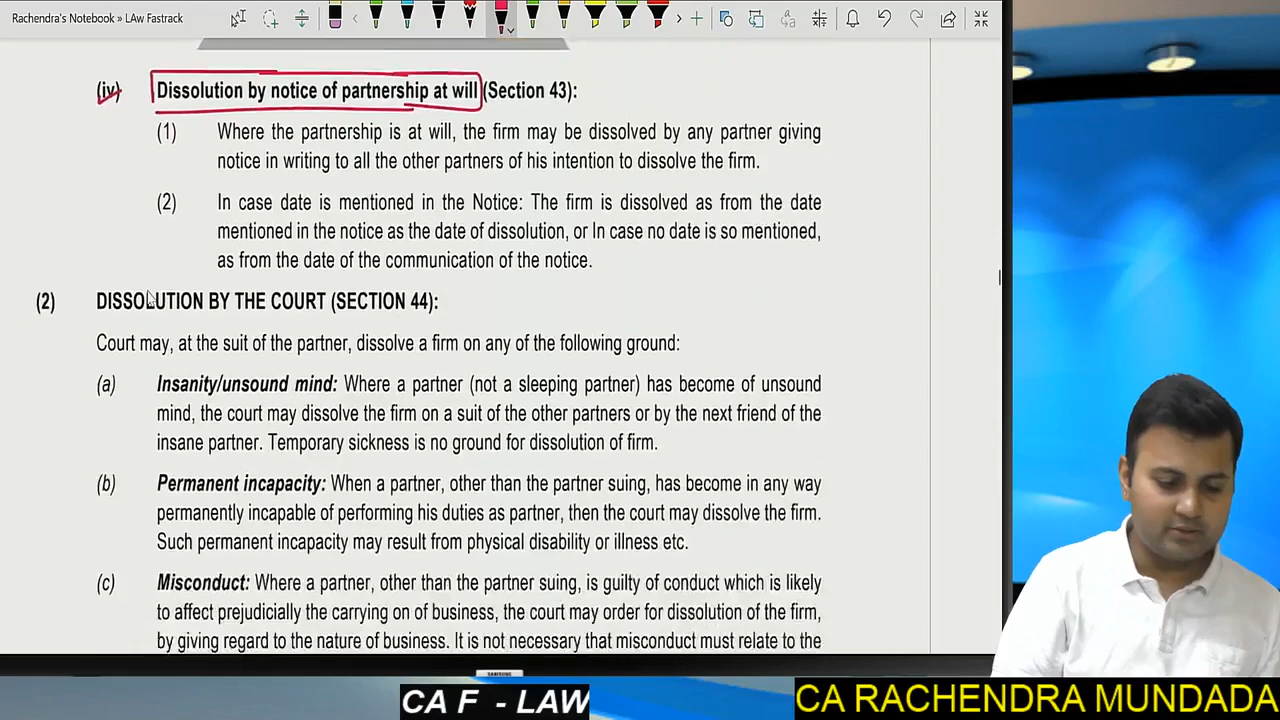 Rachendra's Notebook » LAw Fastrack
(iv) Dissolution by notice of partnership at will (Section 43):
(1) Where the partnership is at will, the firm may be dissolved by any partner giving
notice in writing to all the other partners of his intention to dissolve the firm.
(2) In case date is mentioned in the Notice: The firm is dissolved as from the date
mentioned in the notice as the date of dissolution, or In case no date is so mentioned,
as from the date of the communication of the notice.
(2) DISSOLUTION BY THE COURT (SECTION 44):
Court may, at the suit of the partner, dissolve a firm on any of the following ground:
(a) Insanity/unsound mind: Where a partner (not a sleeping partner) has become of unsound
mind, the court may dissolve the firm on a suit of the other partners or by the next friend of the
insane partner. Temporary sickness is no ground for dissolution of firm.
(b) Permanent incapacity: When a partner, other than the partner suing, has become in any way
permanently incapable of performing his duties as partner, then the court may dissolve the firm.
Such permanent incapacity may result from physical disability or illness etc.
(c) Misconduct: Where a partner, other than the partner suing, is guilty of conduct which is likely
to affect prejudicially the carrying on of business, the court may order for dissolution of the firm,
by giving regard to the nature of business. It is not necessary that misconduct must relate to the
SAMSUNG
CA F - LAW
CA RACHENDRA MUNDADA